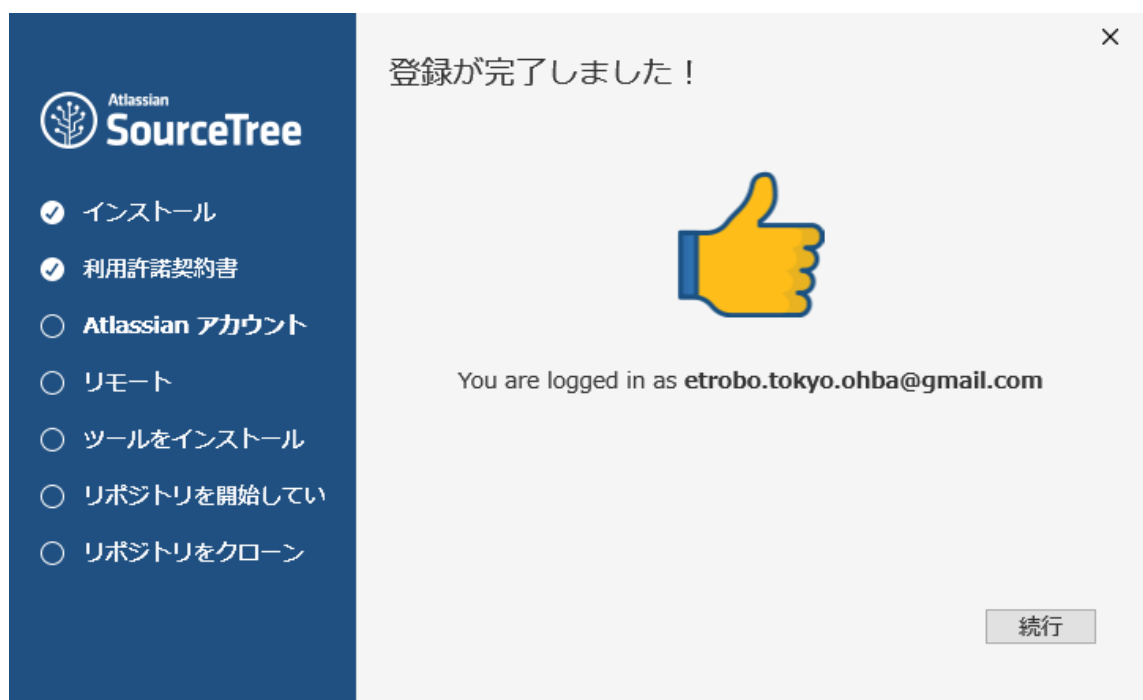 Atlassian
SourceTree
インストール
利用許諾契約書
Atlassian アカウント
リモート
ツールをインストール
リポジトリを開始してい
リポジトリをクローン
登録が完了しました！
You are logged in as etrobo.tokyo.ohba@gmail.com
続行